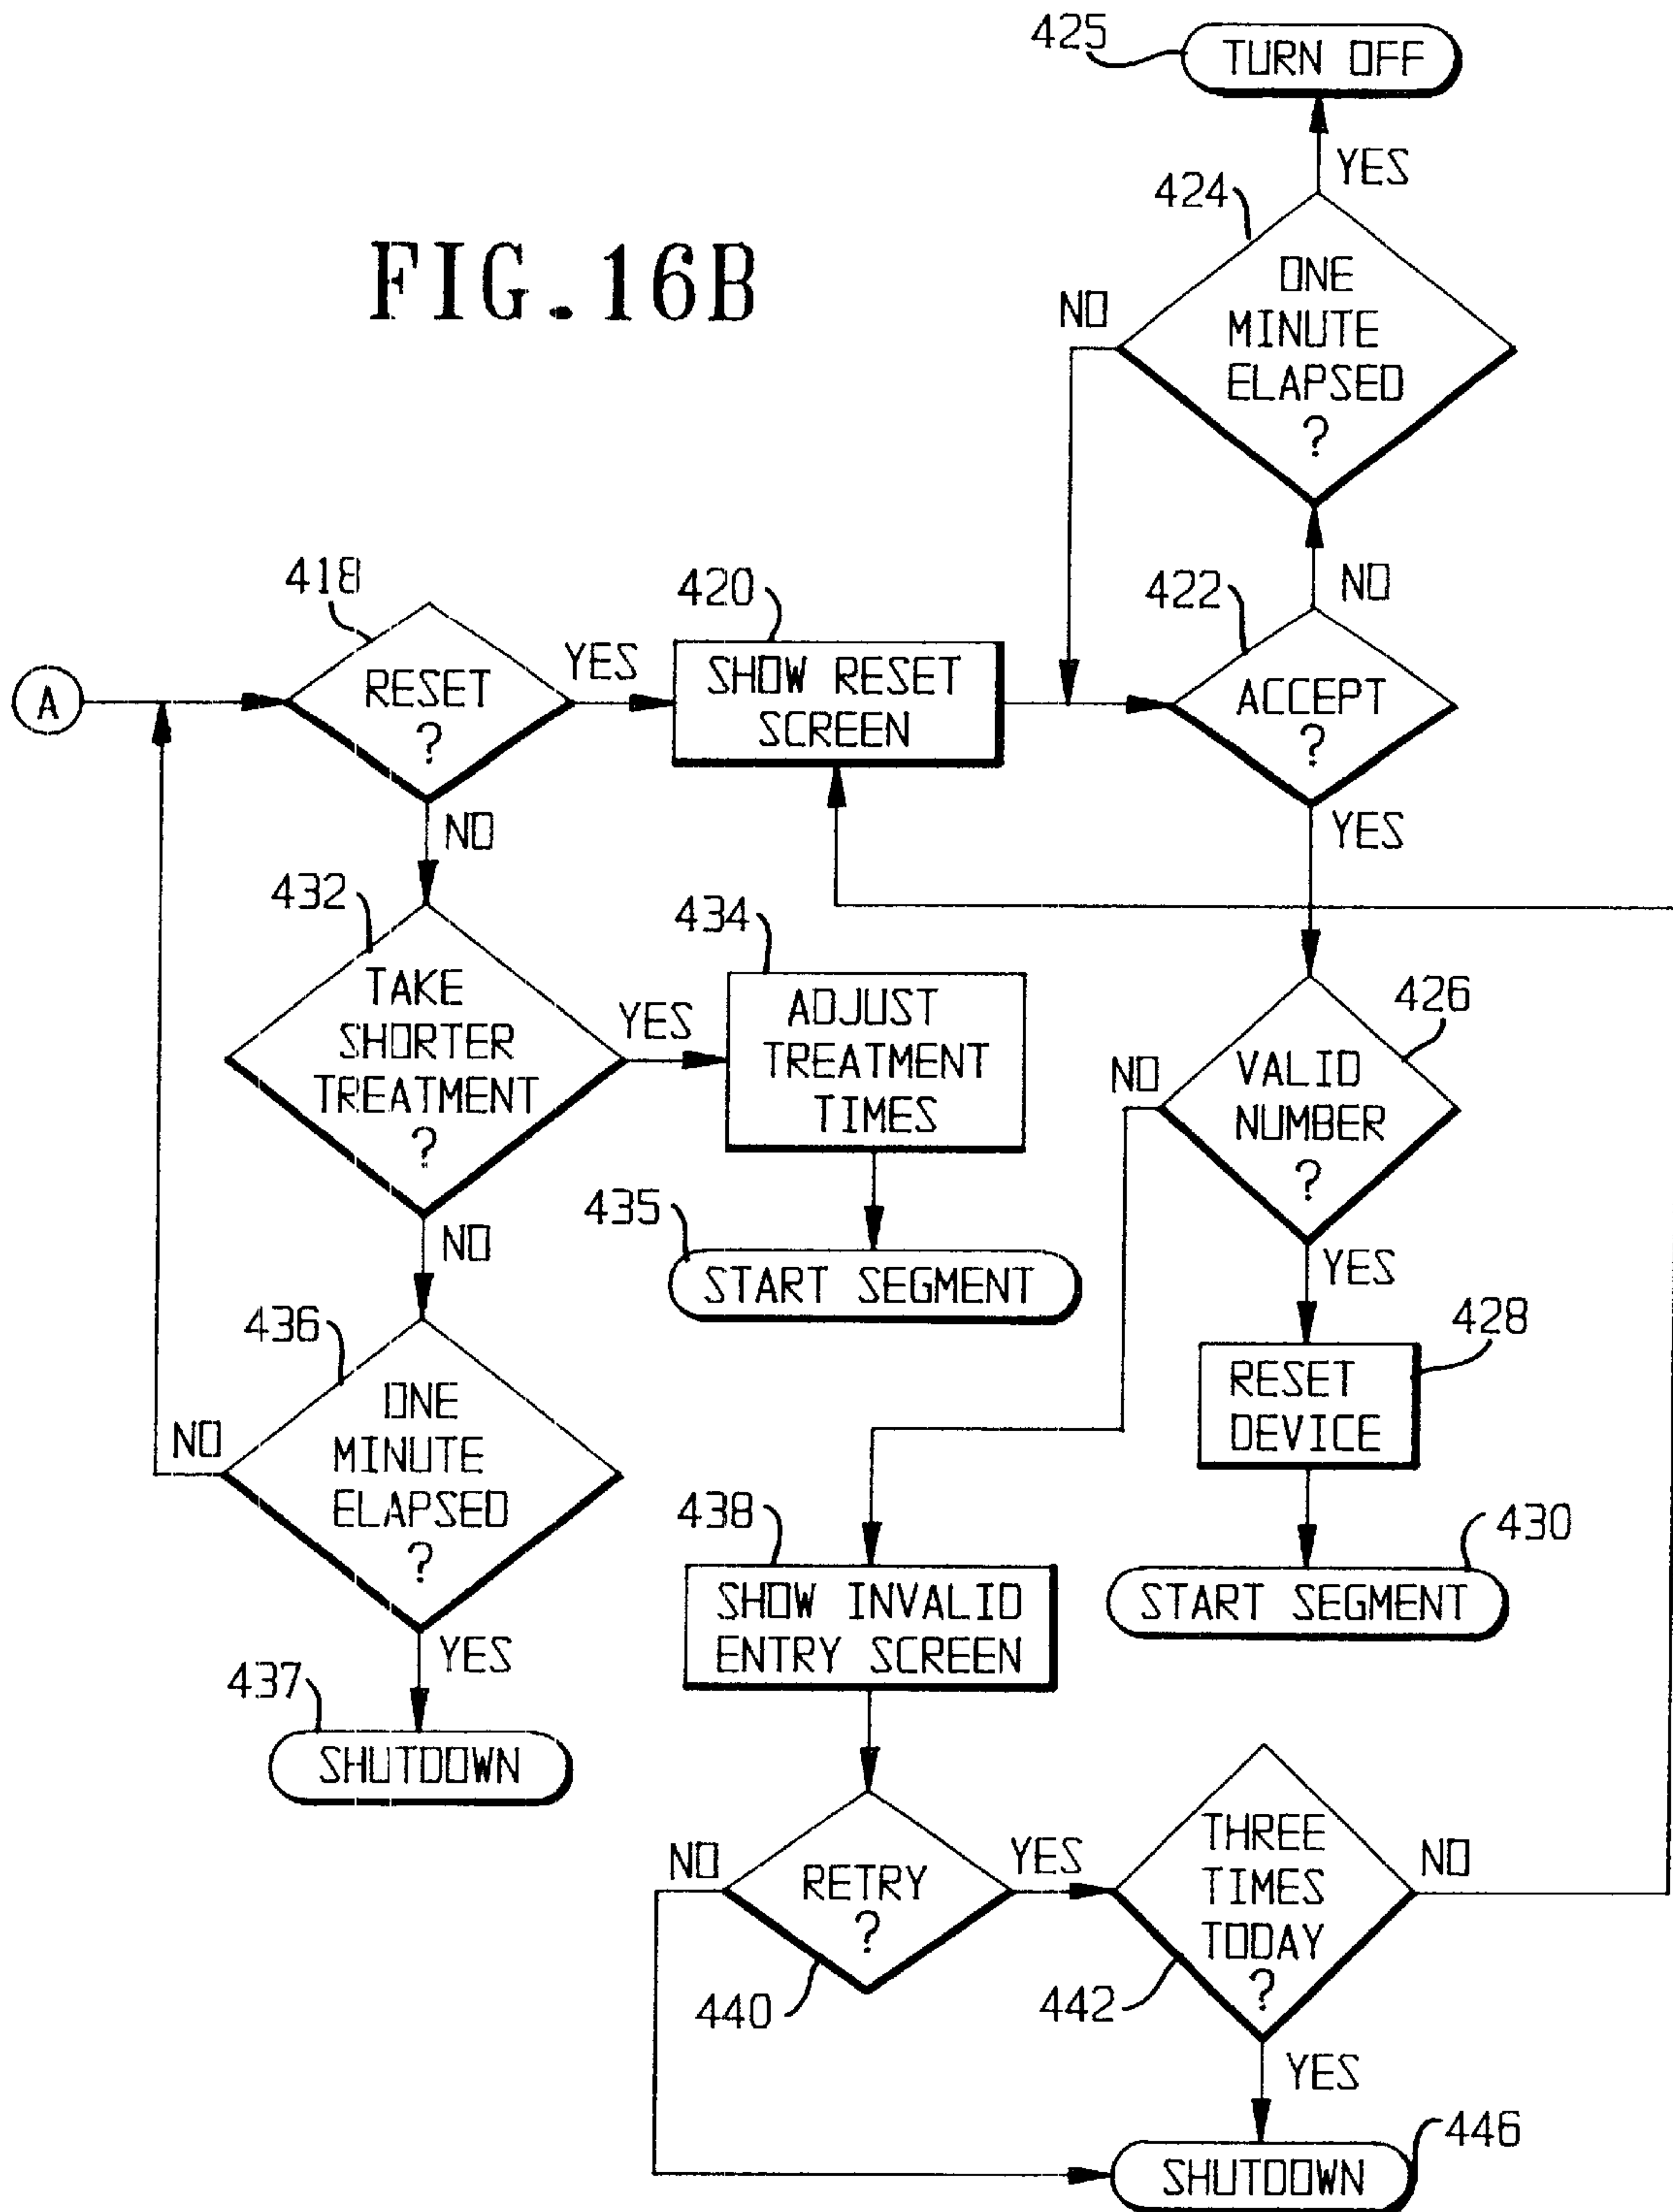 425
TURN OFF
YES
424
FIG.16B
ONE
MINUTE
ELAPSED
?
NO
418
420
422
NO
A
RESET
?
YES
SHOW RESET
SCREEN
ACCEPT
?
NO
YES
432
434
TAKE
SHORTER
TREATMENT
?
YES
ADJUST
TREATMENT
TIMES
426
NO
VALID
NUMBER
?
435
START SEGMENT
NO
YES
436
428
ONE
MINUTE
ELAPSED
?
NO
RESET
DEVICE
438
430
SHOW INVALID
ENTRY SCREEN
START SEGMENT
YES
437
SHUTDOWN
NO
RETRY
?
YES
THREE
TIMES
TODAY
?
NO
440
442
YES
446
SHUTDOWN